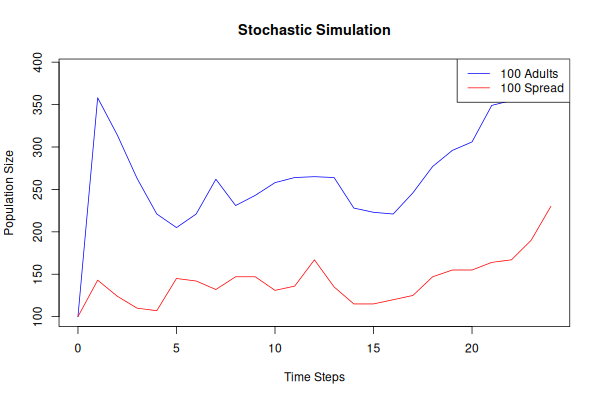 Stochastic Simulation
100 Adults
100 Spread
Population Size
400
350
300
250
200
150
100
0 5 10 15 20
Time Steps